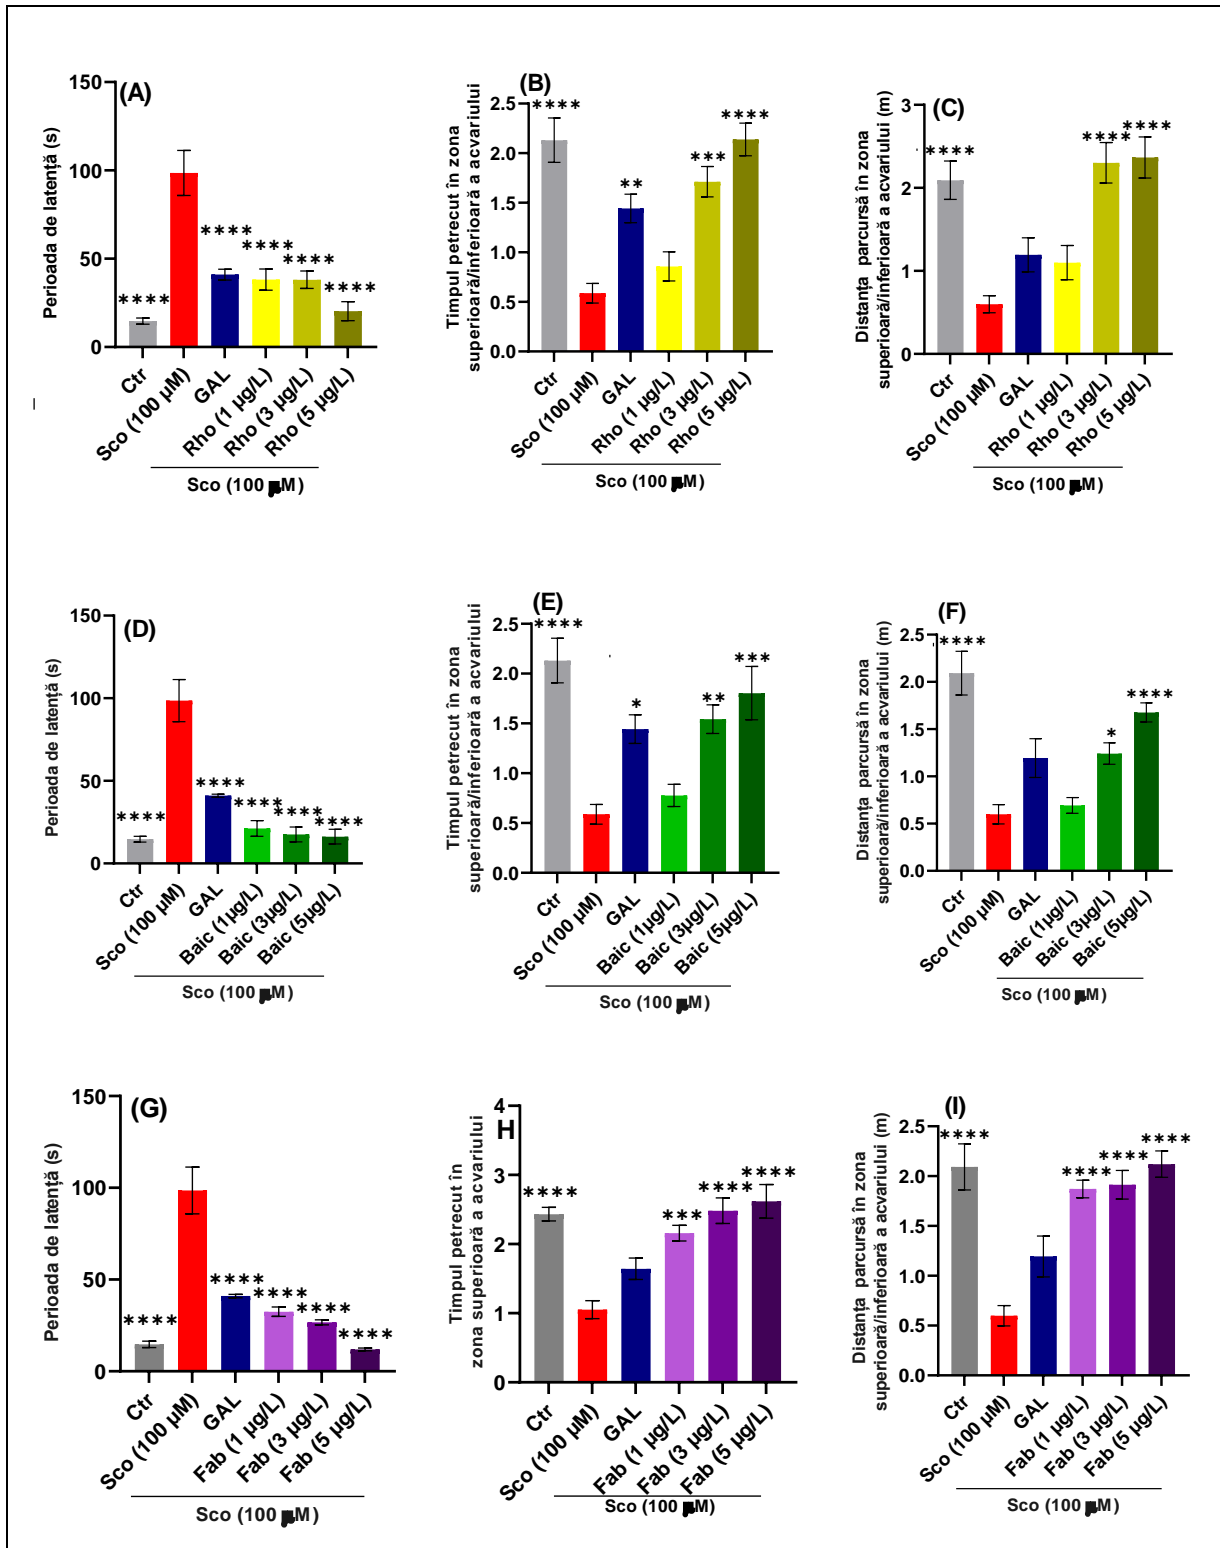 (A)
Perioada de latență (s)
150
100
50
0
****
****
****
****
****
Ctr
Sco (100 µM)
GAL
Rho (1 µg/L)
Rho (3 µg/L)
Rho (5 µg/L)
Sco (100 µM)
(B)
Timpul petrecut în zona
superioară/inferioară a acvariului
2.5
2.0
1.5
1.0
0.5
0.0
****
**
***
****
Ctr
Sco (100 µM)
GAL
Rho (1 µg/L)
Rho (3 µg/L)
Rho (5 µg/L)
Sco (100 µM)
(C)
Distanța parcursă în zona
superioară/inferioară a acvariului (m)
3
2
1
0
****
****
****
Ctr
Sco (100 µM)
GAL
Rho (1 µg/L)
Rho (3 µg/L)
Rho (5 µg/L)
Sco (100 µM)
(D)
Perioada de latență (s)
150
100
50
0
****
****
****
****
****
Ctr
Sco (100 µM)
GAL
Baic (1µg/L)
Baic (3µg/L)
Baic (5µg/L)
Sco (100 µM)
(E)
Timpul petrecut în zona
superioară/inferioară a acvariului
2.5
2.0
1.5
1.0
0.5
0.0
****
*
**
***
Ctr
Sco (100 µM)
GAL
Baic (1µg/L)
Baic (3µg/L)
Baic (5µg/L)
Sco (100 µM)
(F)
Distanța parcursă în zona
superioară/inferioară a acvariului (m)
2.5
2.0
1.5
1.0
0.5
0.0
****
*
****
Ctr
Sco (100 µM)
GAL
Baic (1µg/L)
Baic (3µg/L)
Baic (5µg/L)
Sco (100 µM)
(G)
Perioada de latență (s)
150
100
50
0
****
****
****
****
****
Ctr
Sco (100 µM)
GAL
Fab (1 µg/L)
Fab (3 µg/L)
Fab (5 µg/L)
Sco (100 µM)
H
Timpul petrecut în
zona superioară a acvariului
4
3
2
1
0
****
***
****
****
Ctr
Sco (100 µM)
GAL
Fab (1 µg/L)
Fab (3 µg/L)
Fab (5 µg/L)
Sco (100 µM)
(I)
Distanța parcursă în zona
superioară/inferioară a acvariului (m)
2.5
2.0
1.5
1.0
0.5
0.0
****
****
****
****
Ctr
Sco (100 µM)
GAL
Fab (1 µg/L)
Fab (3 µg/L)
Fab (5 µg/L)
Sco (100 µM)